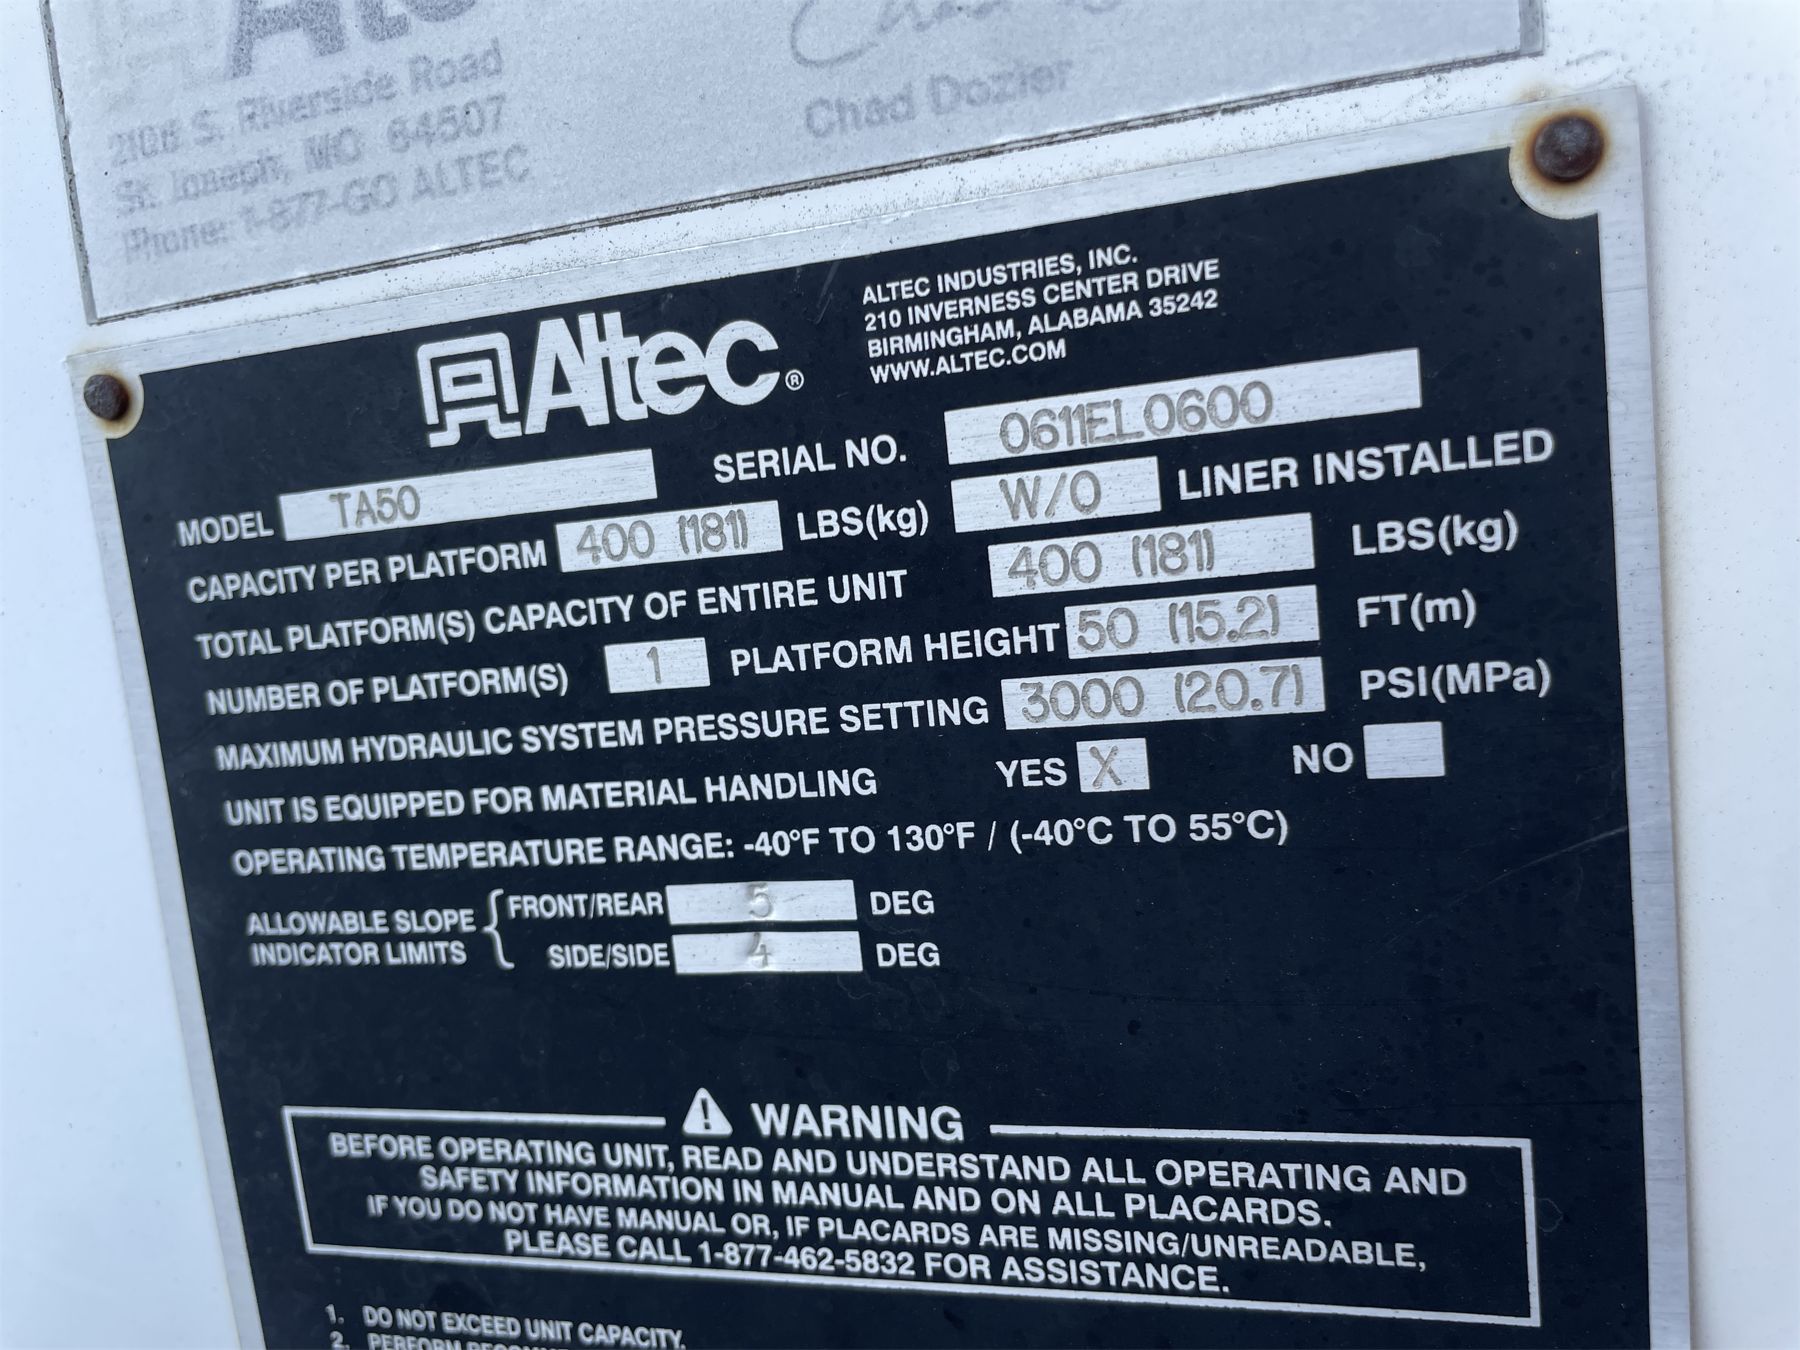 Altec
2106 S. Riverside Road
St. Joseph, MO 64507
Phone: 1-877-GO ALTEC
Chad Dozier
Altec®
ALTEC INDUSTRIES, INC.
210 INVERNESS CENTER DRIVE
BIRMINGHAM, ALABAMA 35242
WWW.ALTEC.COM
MODEL TA50 SERIAL NO. 0611EL0600
CAPACITY PER PLATFORM 400 (181) LBS(kg) W/O LINER INSTALLED
TOTAL PLATFORM(S) CAPACITY OF ENTIRE UNIT 400 (181) LBS(kg)
NUMBER OF PLATFORM(S) 1 PLATFORM HEIGHT 50 (15.2) FT(m)
MAXIMUM HYDRAULIC SYSTEM PRESSURE SETTING 3000 (20.7) PSI(MPa)
UNIT IS EQUIPPED FOR MATERIAL HANDLING YES X NO
OPERATING TEMPERATURE RANGE: -40°F TO 130°F / (-40°C TO 55°C)
ALLOWABLE SLOPE INDICATOR LIMITS { FRONT/REAR 5 DEG
SIDE/SIDE 4 DEG
WARNING
BEFORE OPERATING UNIT, READ AND UNDERSTAND ALL OPERATING AND
SAFETY INFORMATION IN MANUAL AND ON ALL PLACARDS.
IF YOU DO NOT HAVE MANUAL OR, IF PLACARDS ARE MISSING/UNREADABLE,
PLEASE CALL 1-877-462-5832 FOR ASSISTANCE.
1. DO NOT EXCEED UNIT CAPACITY.
2. PERFORM